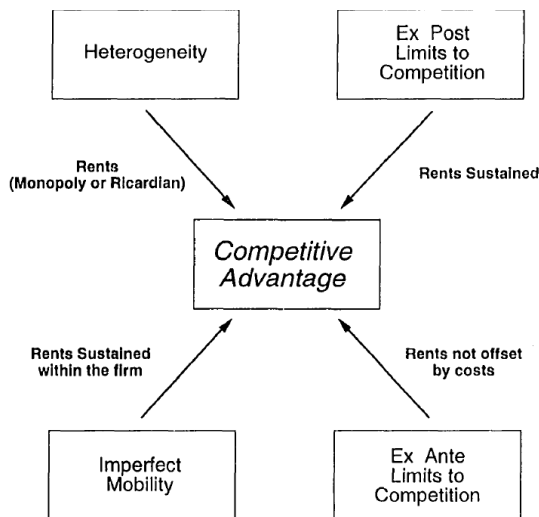 Heterogeneity
Ex Post
Limits to
Competition
Rents
(Monopoly or Ricardian)
Rents Sustained
Competitive
Advantage
Rents Sustained
within the firm
Rents not offset
by costs
Imperfect
Mobility
Ex Ante
Limits to
Competition